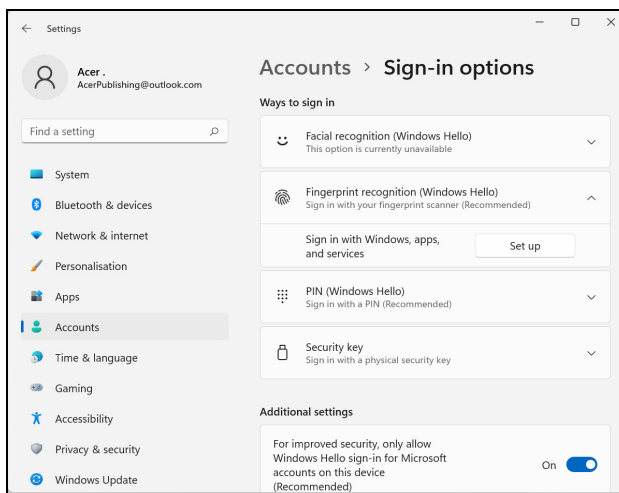 Settings
Acer .
AcerPublishing@outlook.com
Find a setting
System
Bluetooth & devices
Network & internet
Personalisation
Apps
Accounts
Time & language
Gaming
Accessibility
Privacy & security
Windows Update
Accounts > Sign-in options
Ways to sign in
Facial recognition (Windows Hello)
This option is currently unavailable
Fingerprint recognition (Windows Hello)
Sign in with your fingerprint scanner (Recommended)
Sign in with Windows, apps,
and services
Set up
PIN (Windows Hello)
Sign in with a PIN (Recommended)
Security key
Sign in with a physical security key
Additional settings
For improved security, only allow
Windows Hello sign-in for Microsoft
accounts on this device
(Recommended)
On